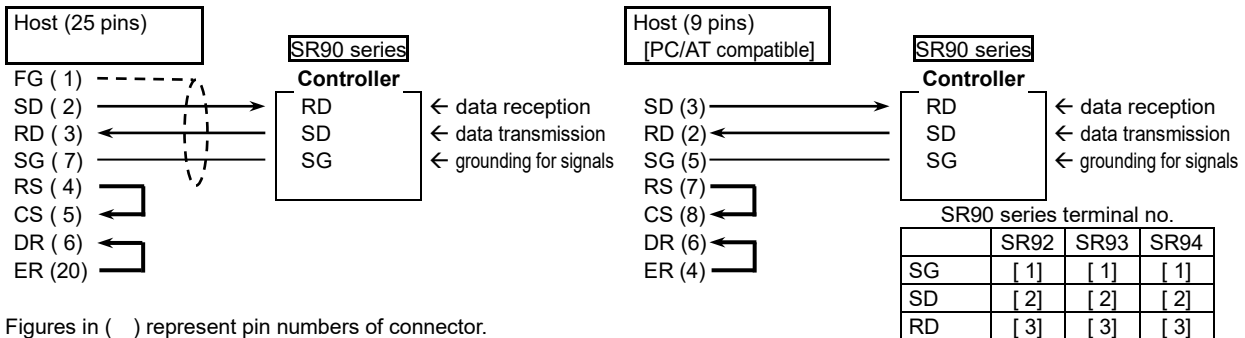 Host (25 pins)
SR90 series
Controller
FG ( 1)
SD ( 2)
RD ( 3)
SG ( 7)
RS ( 4)
CS ( 5)
DR ( 6)
ER (20)
RD ← data reception
SD ← data transmission
SG ← grounding for signals
Figures in ( ) represent pin numbers of connector.
Host (9 pins)
[PC/AT compatible]
SR90 series
Controller
SD (3)
RD (2)
SG (5)
RS (7)
CS (8)
DR (6)
ER (4)
RD ← data reception
SD ← data transmission
SG ← grounding for signals
SR90 series terminal no.
SR92 SR93 SR94
SG [ 1] [ 1] [ 1]
SD [ 2] [ 2] [ 2]
RD [ 3] [ 3] [ 3]